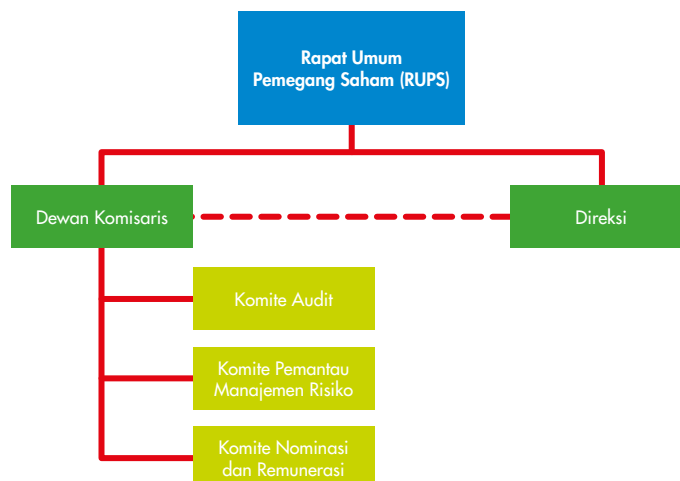 Rapat Umum
Pemegang Saham (RUPS)
Dewan Komisaris
Direksi
Komite Audit
Komite Pemantau
Manajemen Risiko
Komite Nominasi
dan Remunerasi